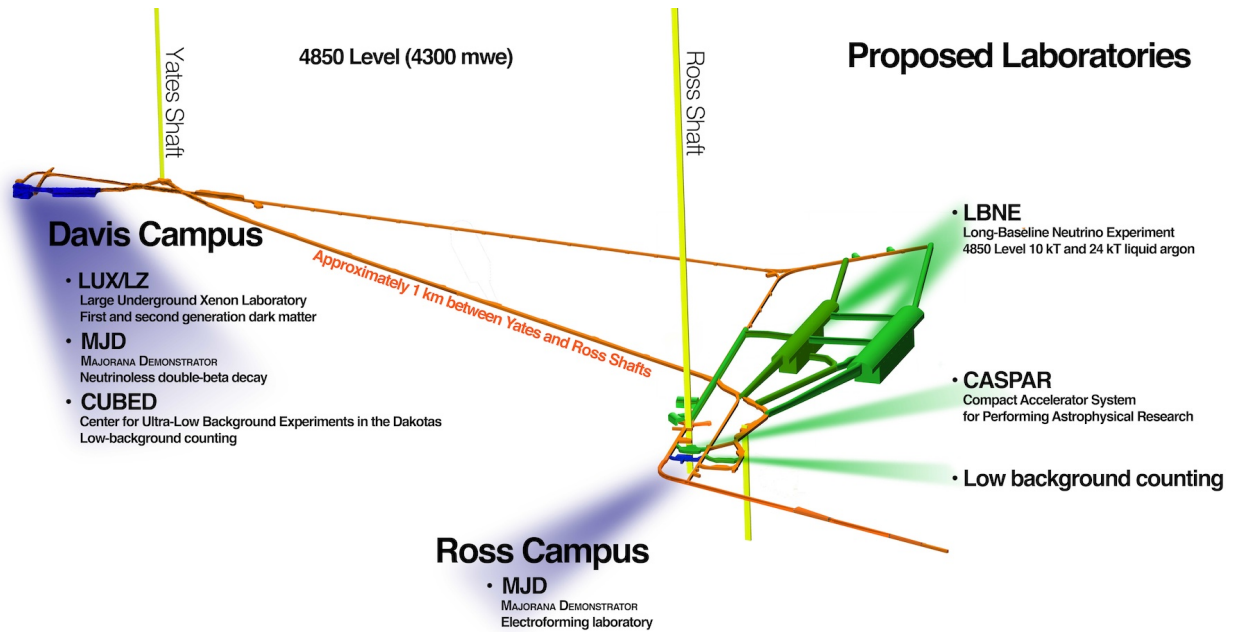 4850 Level (4300 mwe)
Proposed Laboratories
Yates Shaft
Ross Shaft
Davis Campus
• LUX/LZ
Large Underground Xenon Laboratory
First and second generation dark matter
• MJD
MAJORANA DEMONSTRATOR
Neutrinoless double-beta decay
• CUBED
Center for Ultra-Low Background Experiments in the Dakotas
Low-background counting
Approximately 1 km between Yates and Ross Shafts
• LBNE
Long-Baseline Neutrino Experiment
4850 Level 10 kT and 24 kT liquid argon
• CASPAR
Compact Accelerator System
for Performing Astrophysical Research
• Low background counting
Ross Campus
• MJD
MAJORANA DEMONSTRATOR
Electroforming laboratory